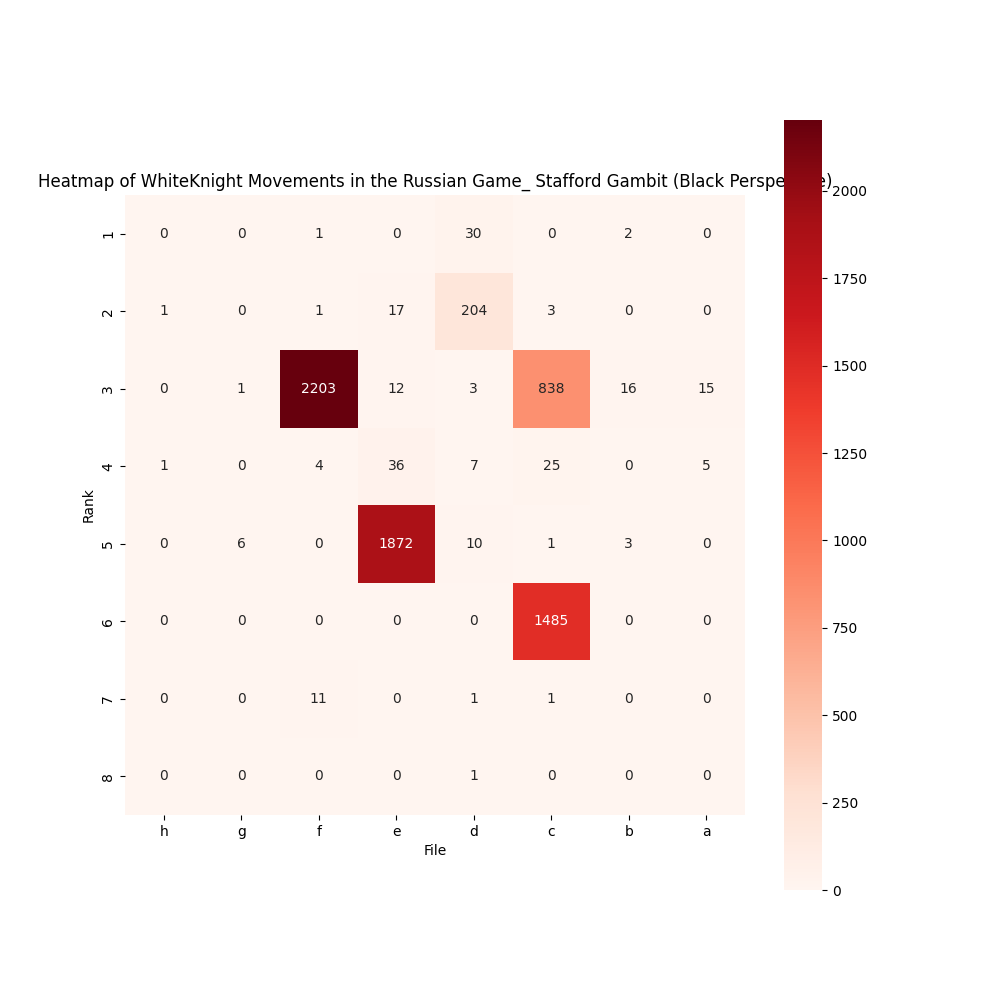 Heatmap of WhiteKnight Movements in the Russian Game_ Stafford Gambit (Black Perspe e)
2000
1 0 0 1 0 30 0 2 0
1750
2 1 0 1 17 204 3 0 0
1500
3 0 1 2203 12 3 838 16 15
1250
4 1 0 4 36 7 25 0 5
Rank
1000
5 0 6 0 1872 10 1 3 0
750
6 0 0 0 0 0 1485 0 0
500
7 0 0 11 0 1 1 0 0
8 0 0 0 0 1 0 0 0
250
h g f e d c b a
File
0